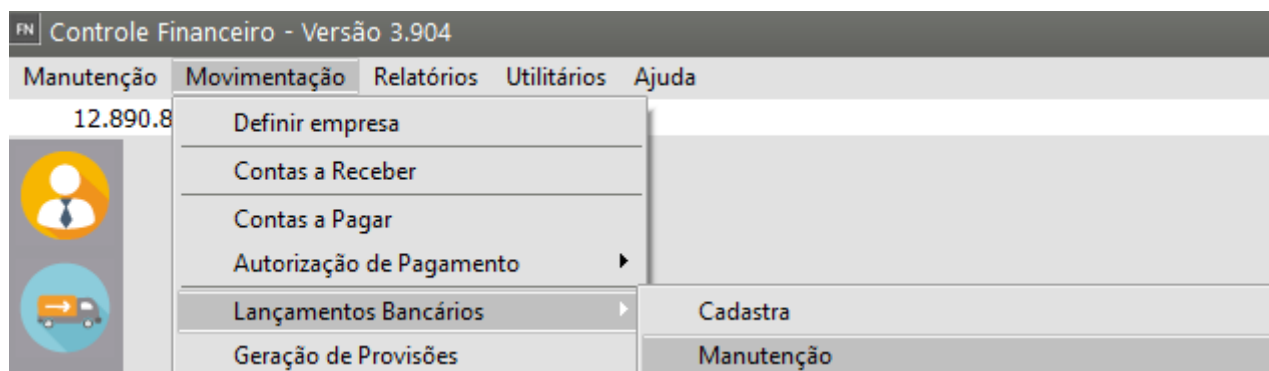 FN Controle Financeiro - Versão 3.904
Manutenção Movimentação Relatórios Utilitários Ajuda
12.890.8
Definir empresa
Contas a Receber
Contas a Pagar
Autorização de Pagamento
Lançamentos Bancários
Cadastra
Geração de Provisões
Manutenção